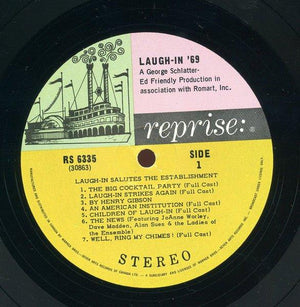 LAUGH-IN '69
A George Schlatter-
Ed Friendly Production in
association with Romart, Inc.
reprise:®
RS 6335
(30863)
SIDE
1
LAUGH-IN SALUTES THE ESTABLISHMENT
1. THE BIG COCKTAIL PARTY (Full Cast)
2. LAUGH-IN STRIKES AGAIN (Full Cast)
3. BY HENRY GIBSON
4. AN AMERICAN INSTITUTION (Full Cast)
5. CHILDREN OF LAUGH-IN (Full Cast)
6. THE NEWS (Featuring JoAnne Worley,
Dave Madden, Alan Sues & the Ladies of
the Ensemble)
7. WELL, RING MY CHIMES! (Full Cast)
STEREO